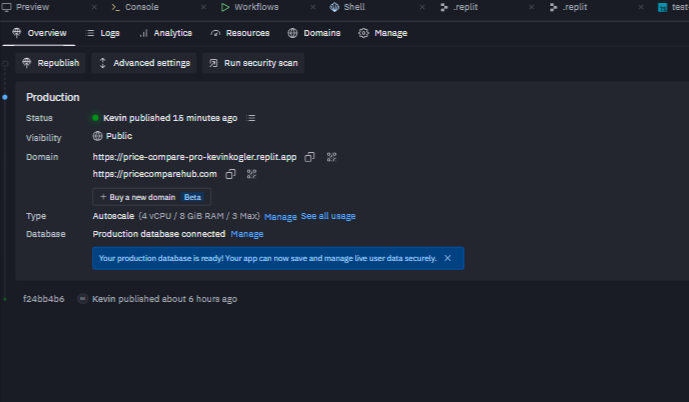 Preview × Console × Workflows × Shell × .replit × .replit × test
Overview Logs Analytics Resources Domains Manage
Republish Advanced settings Run security scan
Production
Status Kevin published 15 minutes ago
Visibility Public
Domain https://price-compare-pro-kevinkogler.replit.app
https://pricecomparehub.com
+ Buy a new domain Beta
Type Autoscale (4 vCPU / 8 GiB RAM / 3 Max) Manage See all usage
Database Production database connected Manage
Your production database is ready! Your app can now save and manage live user data securely. ×
f24bb4b6 Kevin published about 6 hours ago